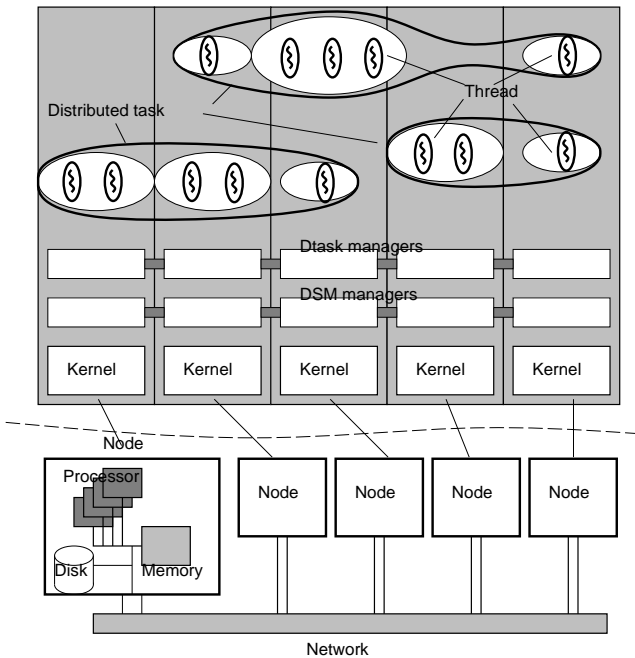 Thread
Distributed task
Dtask managers
DSM managers
Kernel Kernel Kernel Kernel Kernel
Node
Processor
Node Node Node Node
Disk Memory
Network